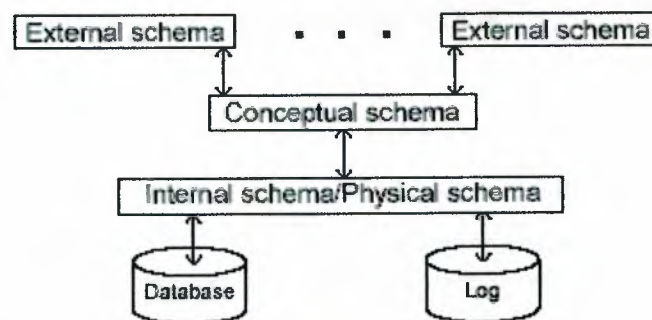 External schema . . . External schema
Conceptual schema
Internal schema/Physical schema
Database Log